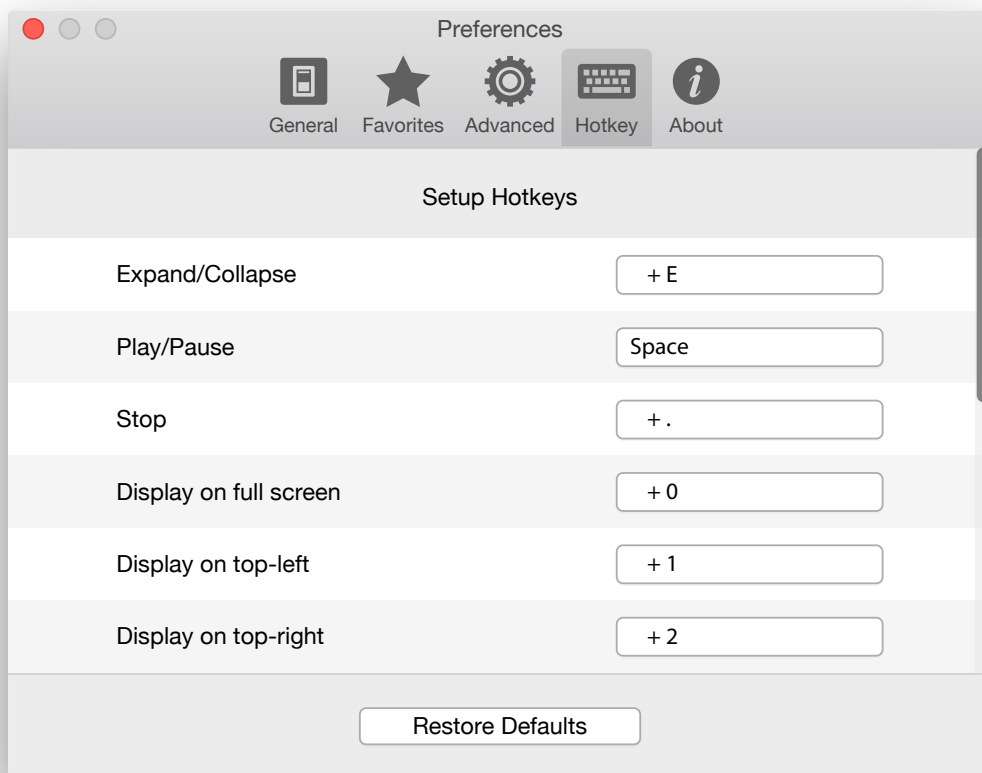 Preferences
General Favorites Advanced Hotkey About
Setup Hotkeys
Expand/Collapse + E
Play/Pause Space
Stop + .
Display on full screen + 0
Display on top-left + 1
Display on top-right + 2
Restore Defaults